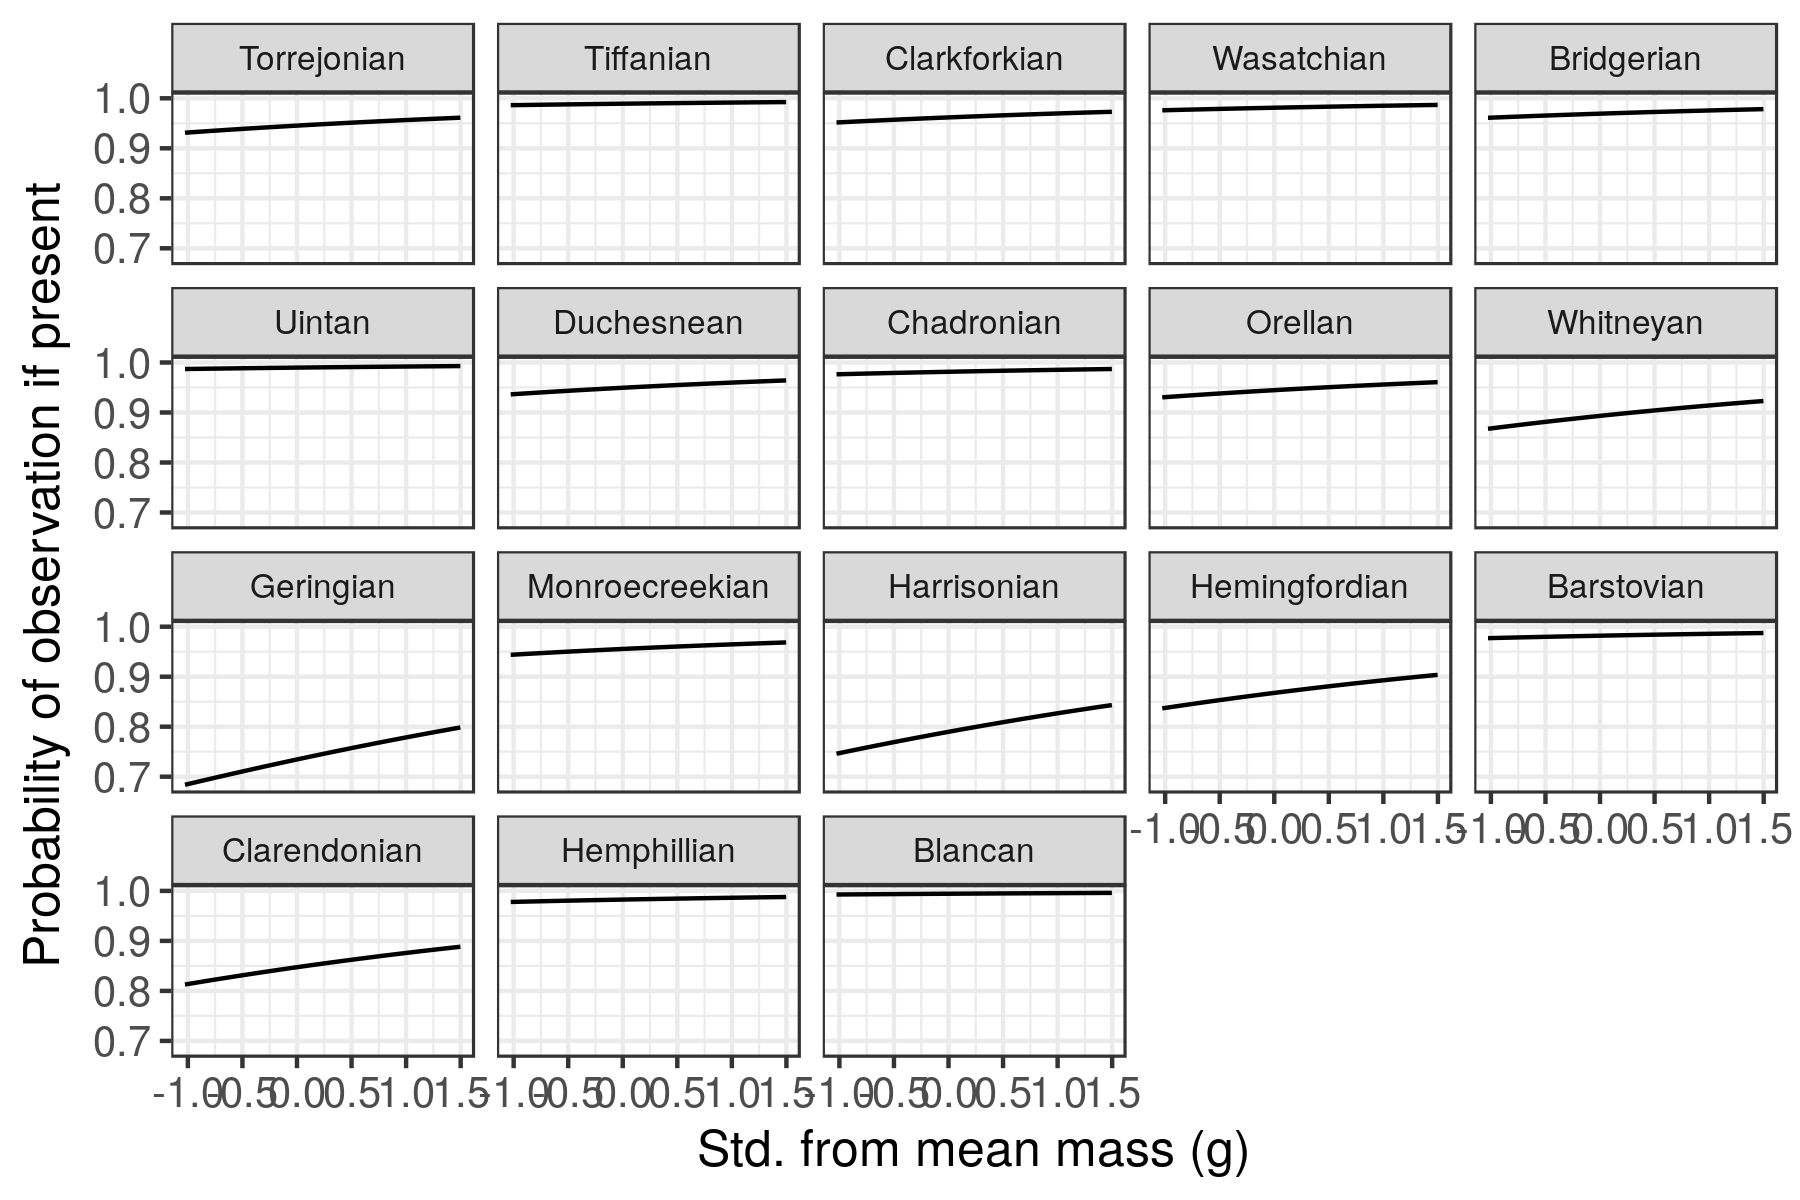 Torrejonian Tiffanian Clarkforkian Wasatchian Bridgerian
1.0
0.9
0.8
0.7
Uintan Duchesnean Chadronian Orellan Whitneyan
1.0
0.9
0.8
0.7
Geringian Monroecreekian Harrisonian Hemingfordian Barstovian
1.0
0.9
0.8
0.7
-1.0 -0.5 0.0 0.5 1.0 1.5 -1.0 -0.5 0.0 0.5 1.0 1.5
Clarendonian Hemphillian Blancan
1.0
0.9
0.8
0.7
-1.0 -0.5 0.0 0.5 1.0 1.5 -1.0 -0.5 0.0 0.5 1.0 1.5 -1.0 -0.5 0.0 0.5 1.0 1.5
Std. from mean mass (g)
Probability of observation if present